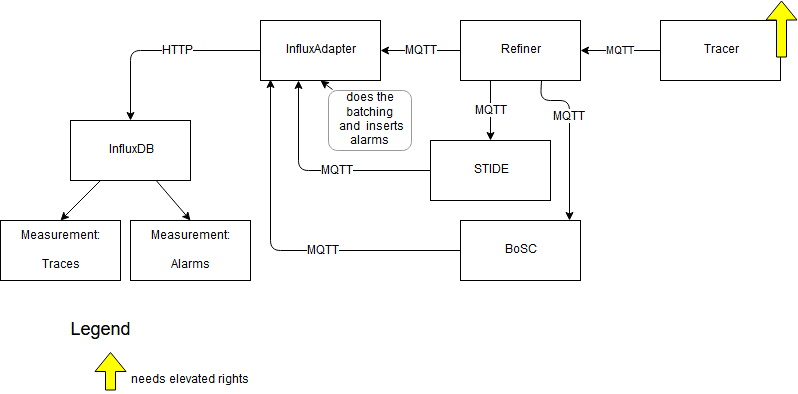 HTTP
InfluxAdapter
MQTT
Refiner
MQTT
Tracer
does the
batching
and inserts
alarms
MQTT
MQTT
InfluxDB
MQTT
STIDE
Measurement:
Traces
Measurement:
Alarms
MQTT
BoSC
Legend
needs elevated rights